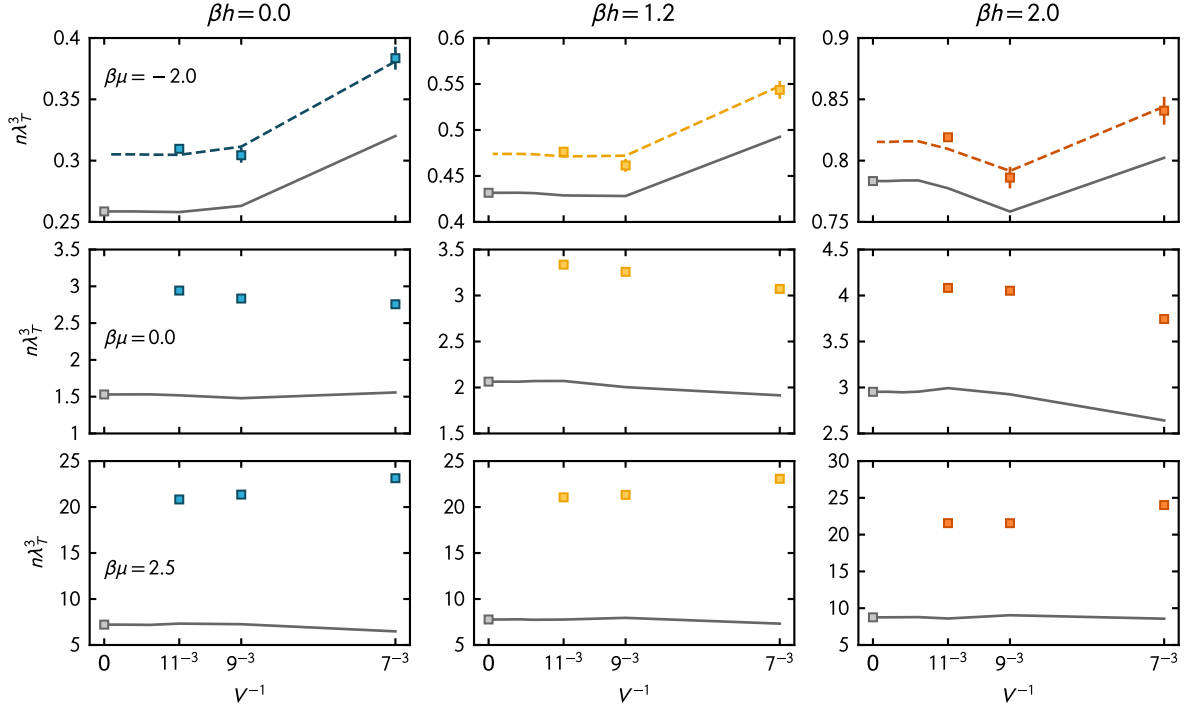 βh = 0.0 βh = 1.2 βh = 2.0
0.4 0.6 0.9
βμ = −2.0
0.35 0.55 0.85
nλ_T^3 0.3 0.5 0.8
0.45
0.25 0.4 0.75
3.5 3.5 5
3 3 4.5
2.5 4
nλ_T^3 βμ = 0.0 2.5 3.5
2 2 3
1.5
1 1.5 2.5
25 25 30
20 20 25
nλ_T^3 15 15 20
βμ = 2.5 15
10 10 10
5 5 5
0 11⁻³ 9⁻³ 7⁻³ 0 11⁻³ 9⁻³ 7⁻³ 0 11⁻³ 9⁻³ 7⁻³
V⁻¹ V⁻¹ V⁻¹